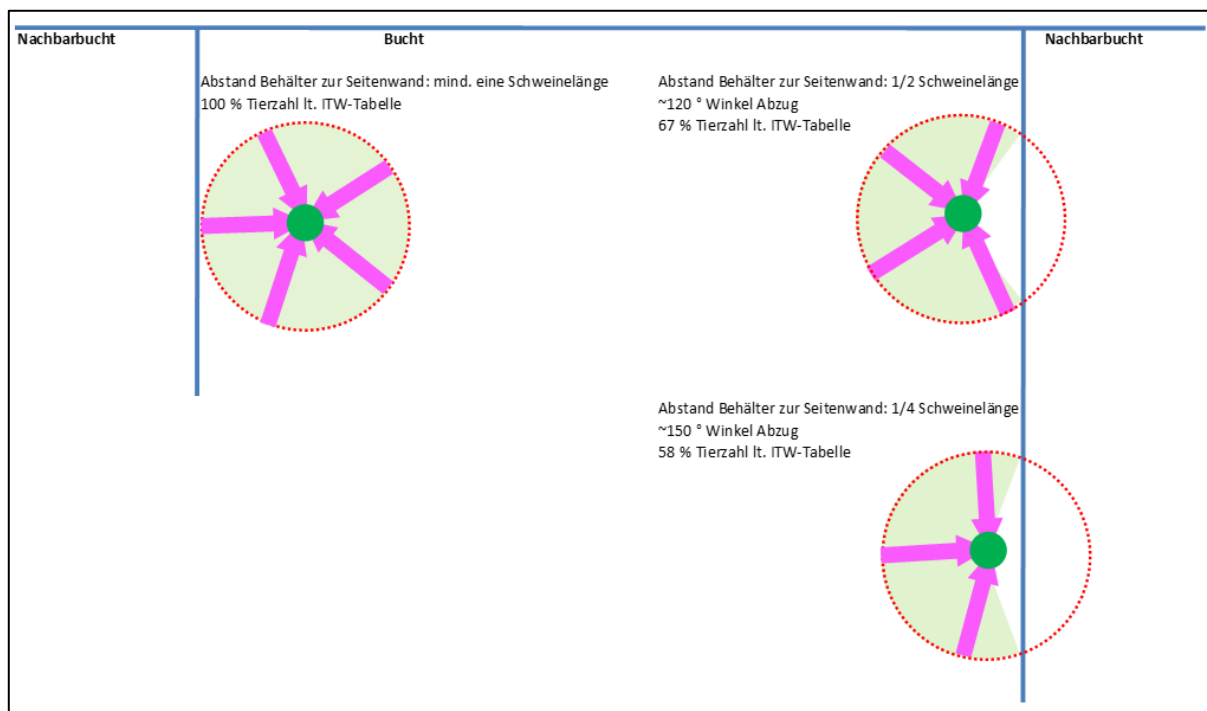 Nachbarbucht
Bucht
Nachbarbucht
Abstand Behälter zur Seitenwand: mind. eine Schweinelänge
100 % Tierzahl lt. ITW-Tabelle
Abstand Behälter zur Seitenwand: 1/2 Schweinelänge
~120 ° Winkel Abzug
67 % Tierzahl lt. ITW-Tabelle
Abstand Behälter zur Seitenwand: 1/4 Schweinelänge
~150 ° Winkel Abzug
58 % Tierzahl lt. ITW-Tabelle